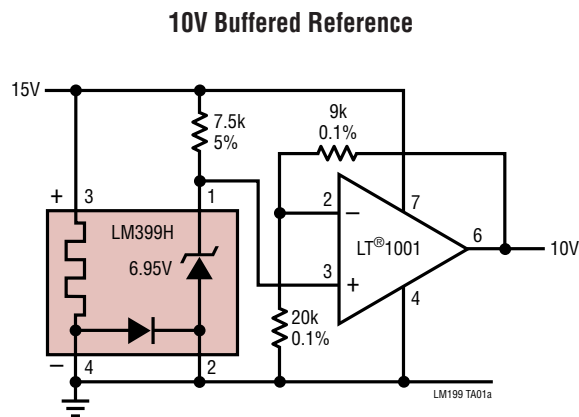 10V Buffered Reference
15V
7.5k
5%
9k
0.1%
+
3
1
LM399H
6.95V
2
–
7
LT®1001
6
10V
3
+
4
20k
0.1%
–
4
2
LM199 TA01a